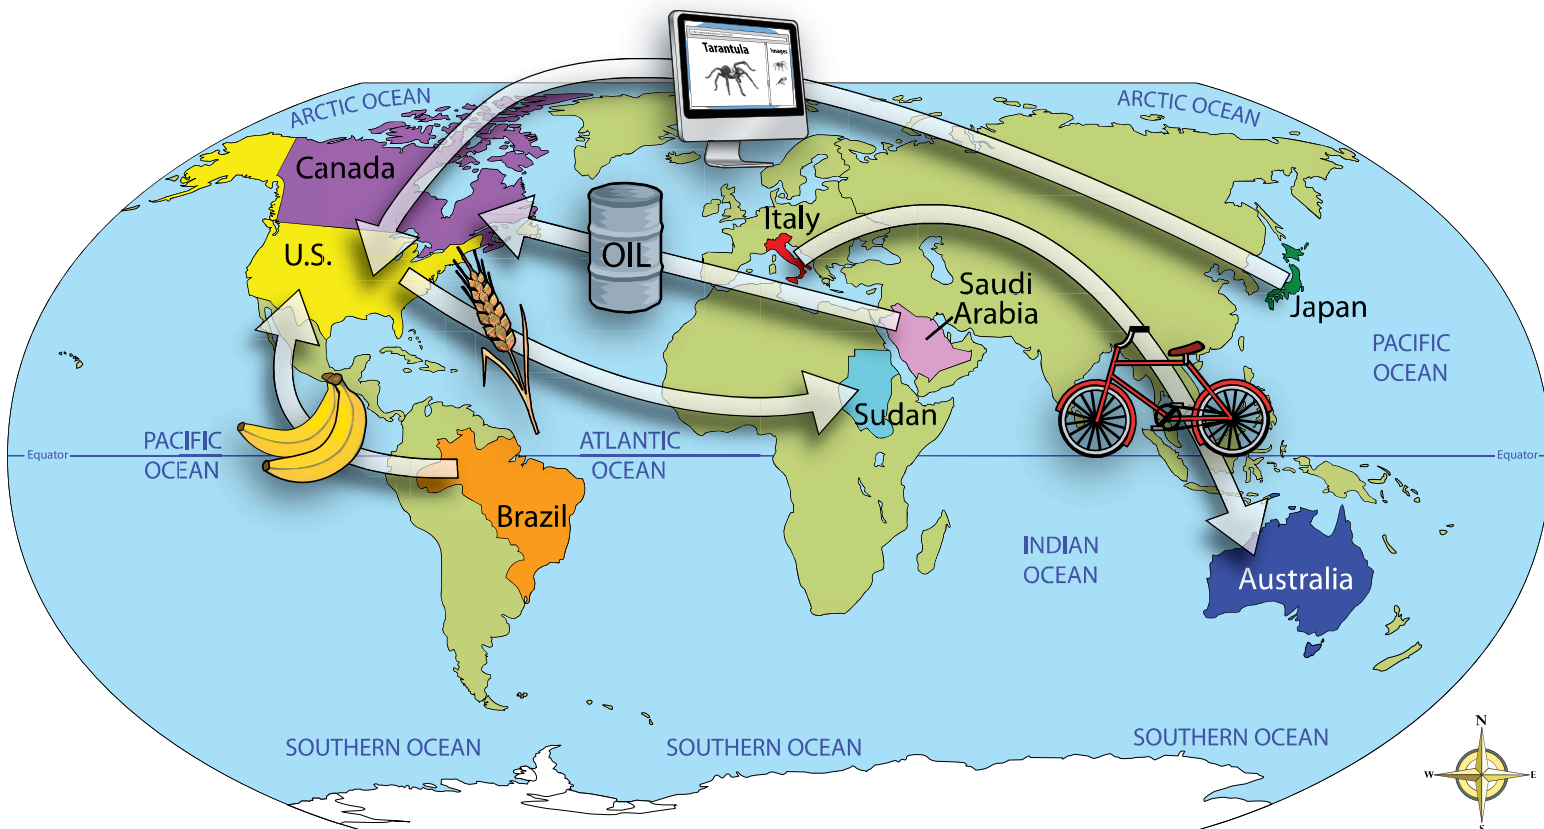 Tarantula
Images
ARCTIC OCEAN
ARCTIC OCEAN
Canada
Italy
U.S.
OIL
Saudi
Arabia
Japan
PACIFIC
OCEAN
Sudan
PACIFIC
OCEAN
ATLANTIC
OCEAN
Equator
Equator
Brazil
INDIAN
OCEAN
Australia
SOUTHERN OCEAN
SOUTHERN OCEAN
SOUTHERN OCEAN
N
W
E
S